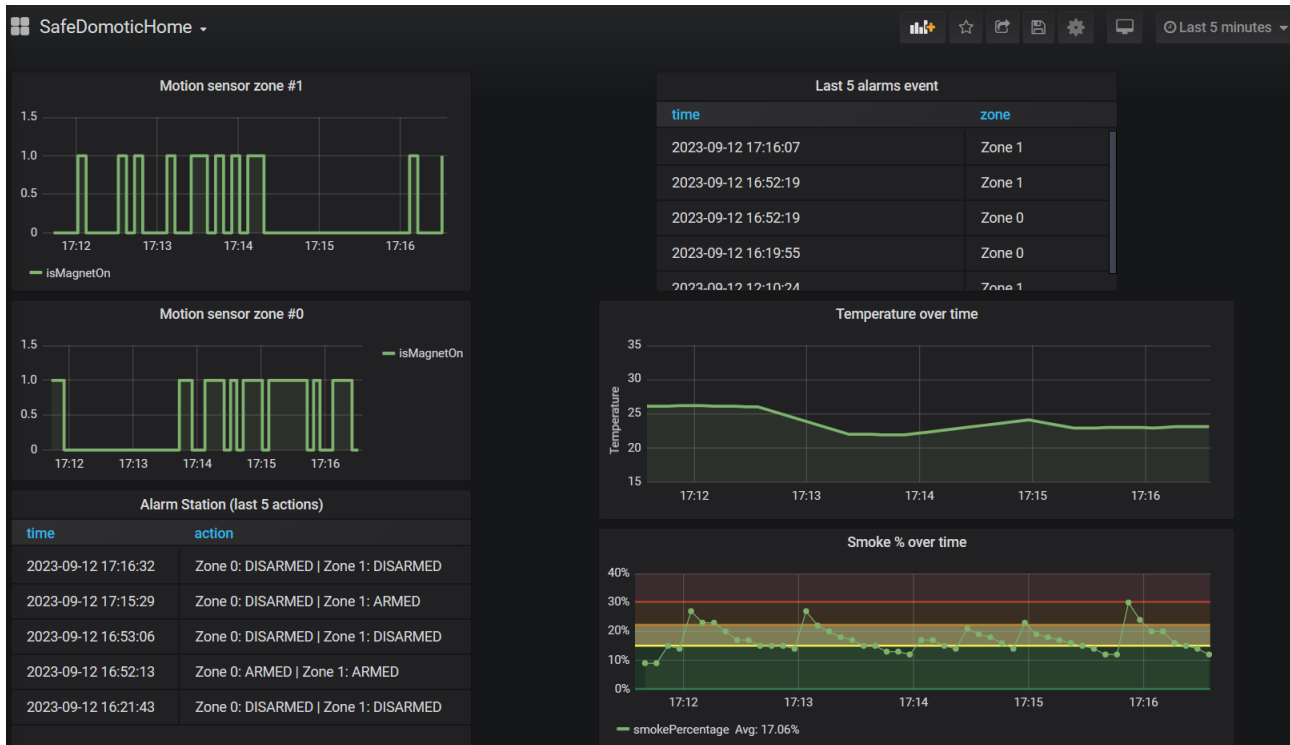 SafeDomoticHome
Last 5 minutes
Motion sensor zone #1
1.5
1.0
0.5
0
17:12 17:13 17:14 17:15 17:16
isMagnetOn
Last 5 alarms event
time zone
2023-09-12 17:16:07 Zone 1
2023-09-12 16:52:19 Zone 1
2023-09-12 16:52:19 Zone 0
2023-09-12 16:19:55 Zone 0
2023-09-12 12:10:24 Zone 1
Motion sensor zone #0
1.5
1.0
0.5
0
17:12 17:13 17:14 17:15 17:16
isMagnetOn
Temperature over time
Temperature
35
30
25
20
15
17:12 17:13 17:14 17:15 17:16
Alarm Station (last 5 actions)
time action
2023-09-12 17:16:32 Zone 0: DISARMED | Zone 1: DISARMED
2023-09-12 17:15:29 Zone 0: DISARMED | Zone 1: ARMED
2023-09-12 16:53:06 Zone 0: DISARMED | Zone 1: DISARMED
2023-09-12 16:52:13 Zone 0: ARMED | Zone 1: ARMED
2023-09-12 16:21:43 Zone 0: DISARMED | Zone 1: DISARMED
Smoke % over time
40%
30%
20%
10%
0%
17:12 17:13 17:14 17:15 17:16
smokePercentage Avg: 17.06%